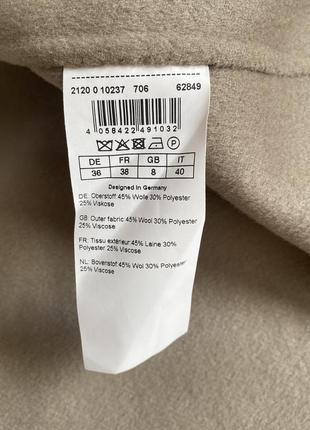 2120 0 10237 706 62849
4 058422 491032
P
DE FR GB IT
36 38 8 40
Designed in Germany
DE: Oberstoff:45% Wolle 30% Polyester
25% Viskose
GB: Outer fabric:45% Wool 30% Polyester
25% Viscose
FR: Tissu extérieur:45% Laine 30%
Polyester 25% Viscose
NL: Bovenstof:45% Wol 30% Polyester
25% Viscose